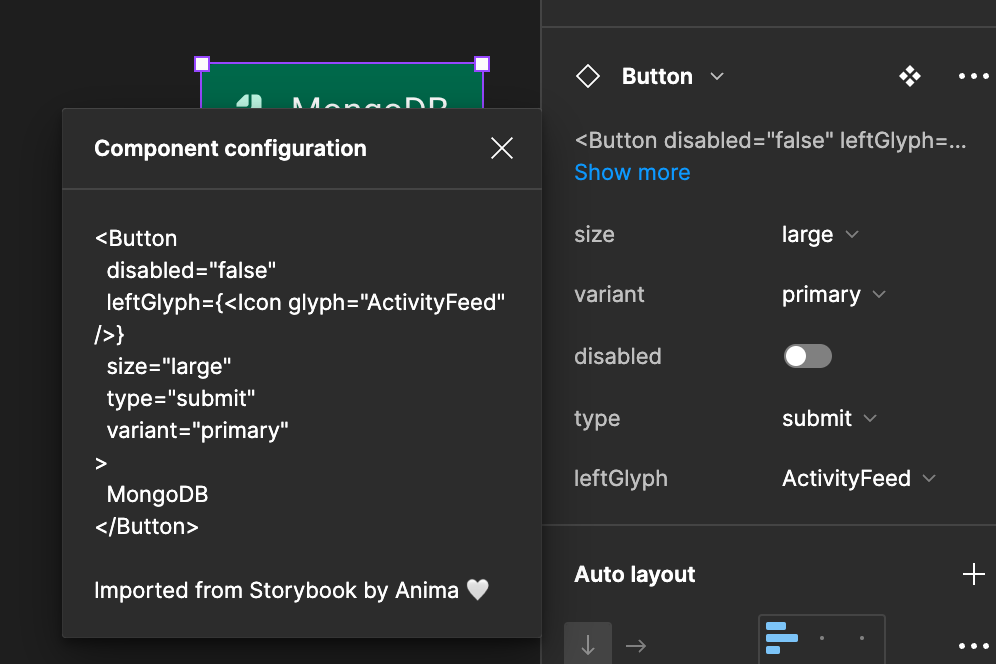 MongoDB
Component configuration
<Button
disabled="false"
leftGlyph={<Icon glyph="ActivityFeed"
/>}
size="large"
type="submit"
variant="primary"
>
MongoDB
</Button>
Imported from Storybook by Anima 🤍
Button
<Button disabled="false" leftGlyph=...
Show more
size large
variant primary
disabled
type submit
leftGlyph ActivityFeed
Auto layout